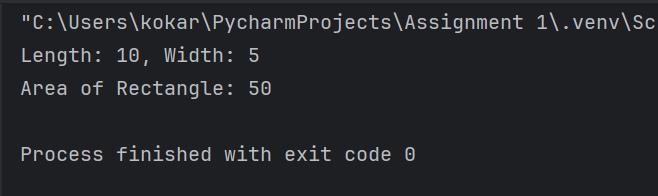 "C:\Users\kokar\PycharmProjects\Assignment 1\.venv\Sc
Length: 10, Width: 5
Area of Rectangle: 50
Process finished with exit code 0